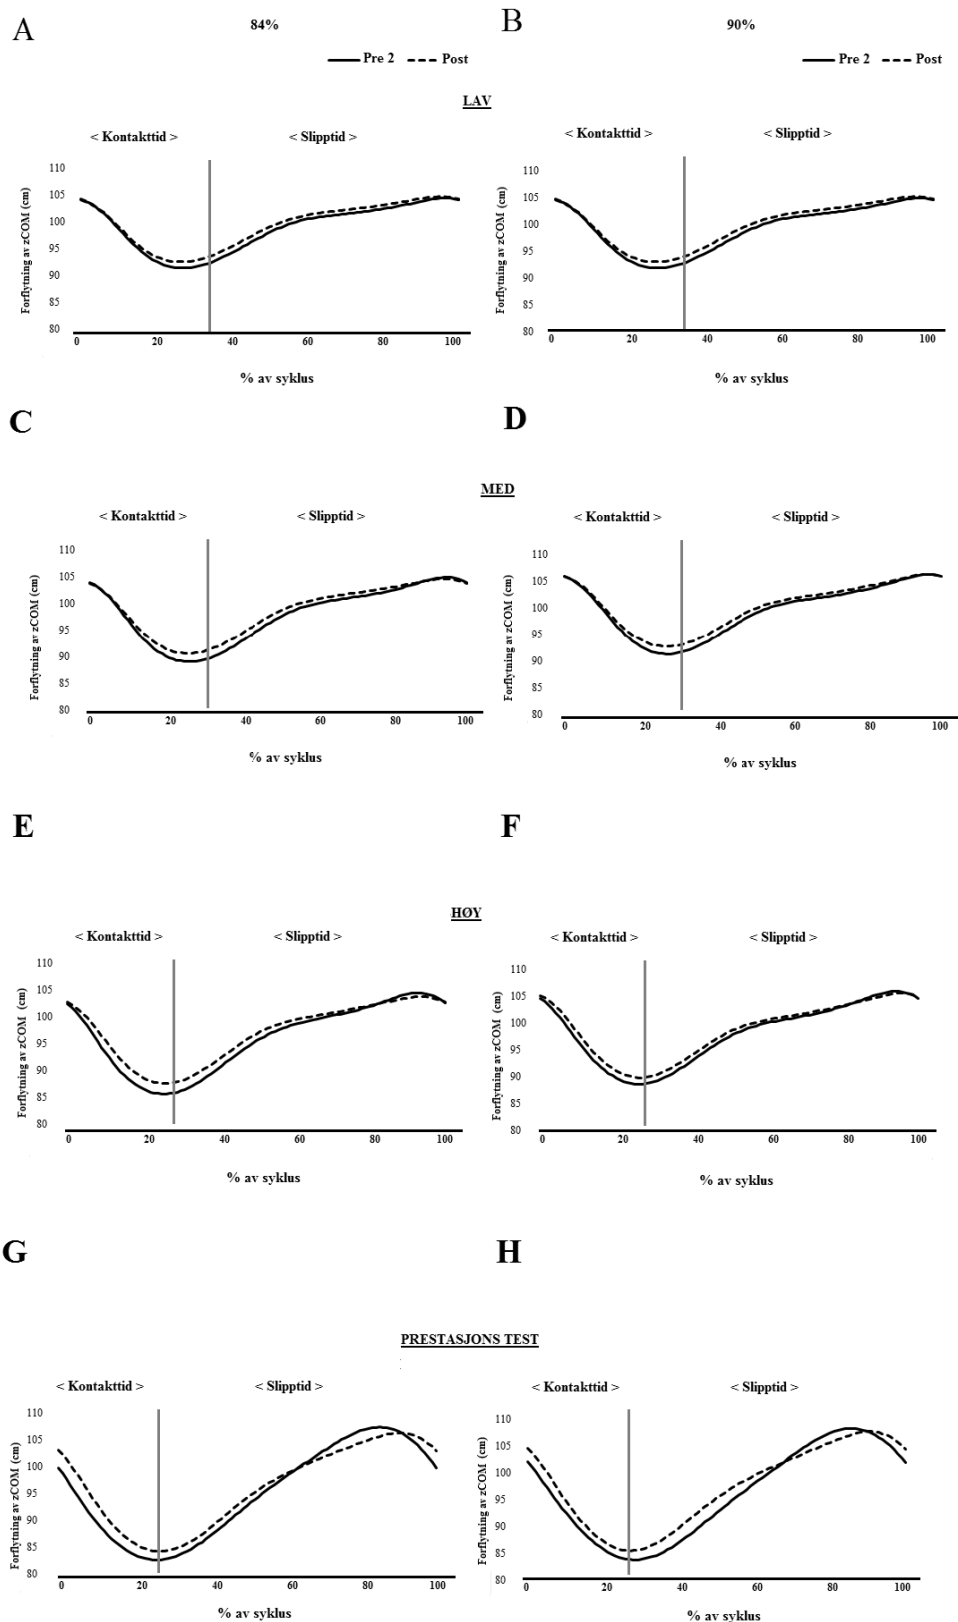 A 84% B 90%
Pre 2 Post Pre 2 Post
LAV
< Kontakttid > < Slipptid >
Forflytning av zCOM (cm)
110
105
100
95
90
85
80
0 20 40 60 80 100
% av syklus
< Kontakttid > < Slipptid >
Forflytning av zCOM (cm)
110
105
100
95
90
85
80
0 20 40 60 80 100
% av syklus
C D
MED
< Kontakttid > < Slipptid >
Forflytning av zCOM (cm)
110
105
100
95
90
85
80
0 20 40 60 80 100
% av syklus
< Kontakttid > < Slipptid >
Forflytning av zCOM (cm)
110
105
100
95
90
85
80
0 20 40 60 80 100
% av syklus
E F
HØY
< Kontakttid > < Slipptid >
Forflytning av zCOM (cm)
110
105
100
95
90
85
80
0 20 40 60 80 100
% av syklus
< Kontakttid > < Slipptid >
Forflytning av zCOM (cm)
110
105
100
95
90
85
80
0 20 40 60 80 100
% av syklus
G H
PRESTASJONS TEST
< Kontakttid > < Slipptid >
Forflytning av zCOM (cm)
110
105
100
95
90
85
80
0 20 40 60 80 100
% av syklus
< Kontakttid > < Slipptid >
Forflytning av zCOM (cm)
110
105
100
95
90
85
80
0 20 40 60 80 100
% av syklus